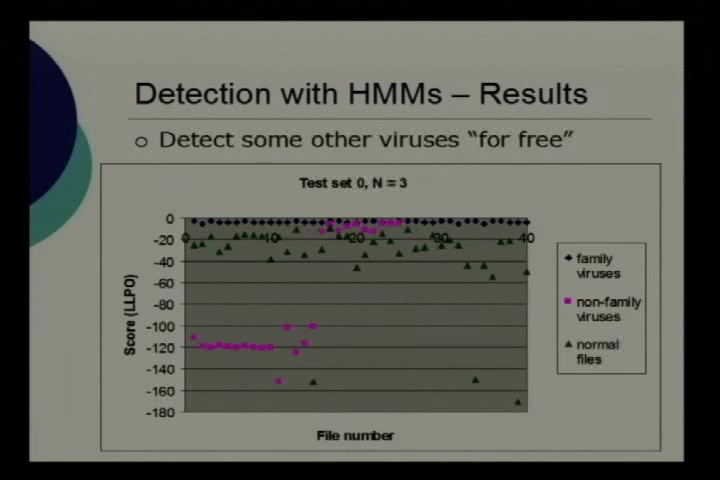 Detection with HMMs – Results
Detect some other viruses “for free”
Test set 0, N = 3
0
-20
-40
-60
-80
-100
-120
-140
-160
-180
0
20
30
40
Score (LLPO)
File number
family
viruses
non-family
viruses
normal
files